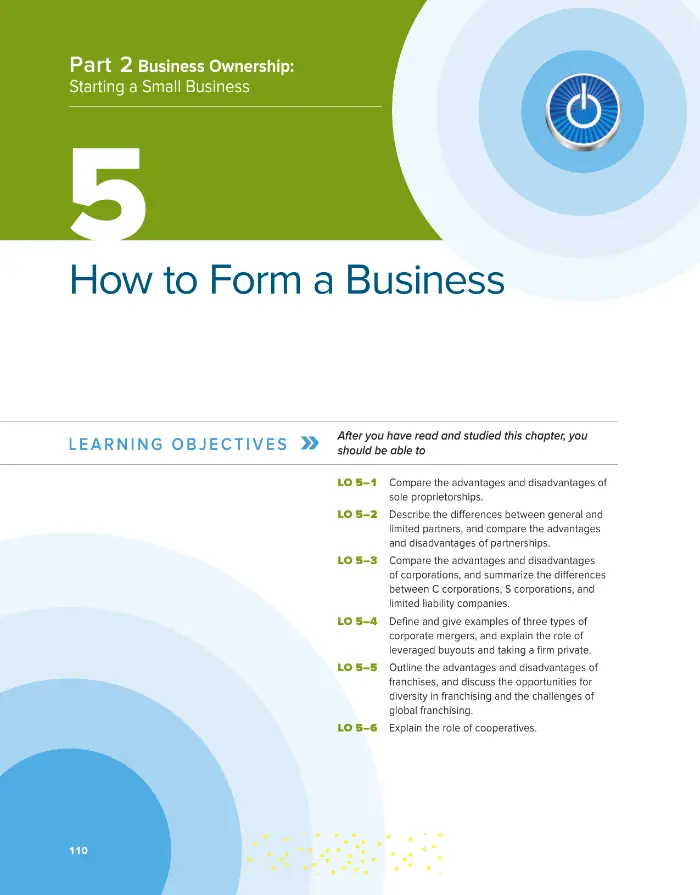 Part 2 Business Ownership:
Starting a Small Business
5
How to Form a Business
LEARNING OBJECTIVES »
After you have read and studied this chapter, you
should be able to
LO 5–1 Compare the advantages and disadvantages of
sole proprietorships.
LO 5–2 Describe the differences between general and
limited partners, and compare the advantages
and disadvantages of partnerships.
LO 5–3 Compare the advantages and disadvantages
of corporations, and summarize the differences
between C corporations, S corporations, and
limited liability companies.
LO 5–4 Define and give examples of three types of
corporate mergers, and explain the role of
leveraged buyouts and taking a firm private.
LO 5–5 Outline the advantages and disadvantages of
franchises, and discuss the opportunities for
diversity in franchising and the challenges of
global franchising.
LO 5–6 Explain the role of cooperatives.
110